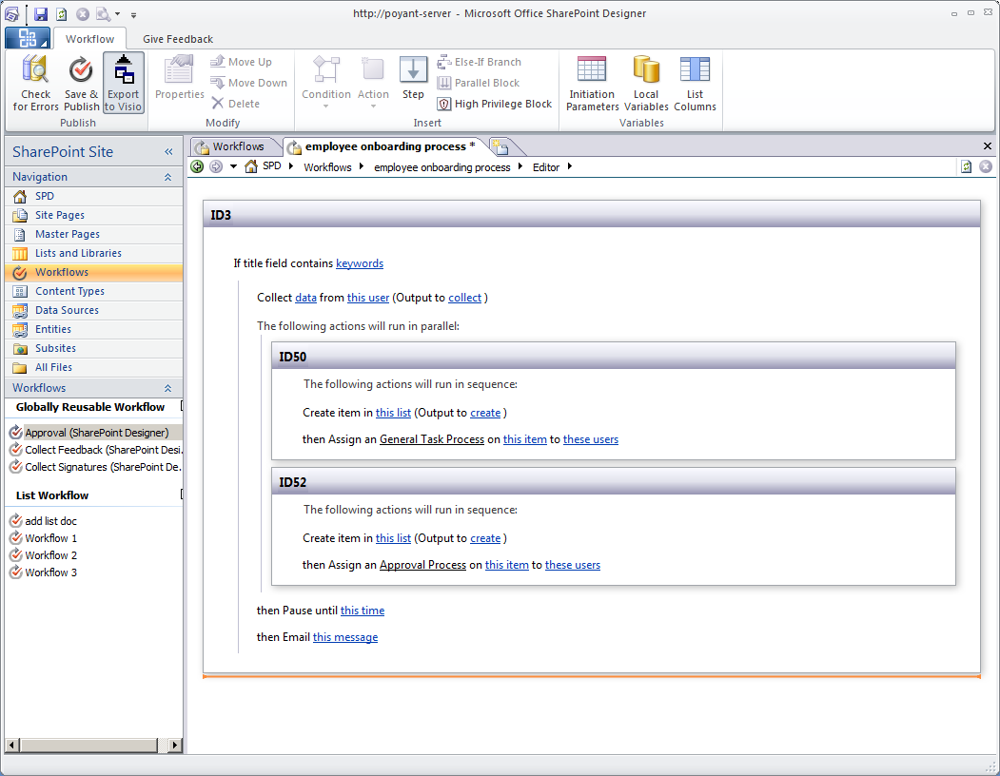 http://poyant-server - Microsoft Office SharePoint Designer
Workflow
Give Feedback
Check for Errors
Save & Publish
Export to Visio
Publish
Properties
Move Up
Move Down
Delete
Modify
Condition
Action
Step
Else-If Branch
Parallel Block
High Privilege Block
Insert
Initiation Parameters
Local Variables
List Columns
Variables
SharePoint Site
Navigation
SPD
Site Pages
Master Pages
Lists and Libraries
Workflows
Content Types
Data Sources
Entities
Subsites
All Files
Workflows
Globally Reusable Workflow
Approval (SharePoint Designer)
Collect Feedback (SharePoint Desi.
Collect Signatures (SharePoint De..
List Workflow
add list doc
Workflow 1
Workflow 2
Workflow 3
Workflows
employee onboarding process *
SPD Workflows employee onboarding process Editor
ID3
If title field contains keywords
Collect data from this user (Output to collect )
The following actions will run in parallel:
ID50
The following actions will run in sequence:
Create item in this list (Output to create )
then Assign an General Task Process on this item to these users
ID52
The following actions will run in sequence:
Create item in this list (Output to create )
then Assign an Approval Process on this item to these users
then Pause until this time
then Email this message